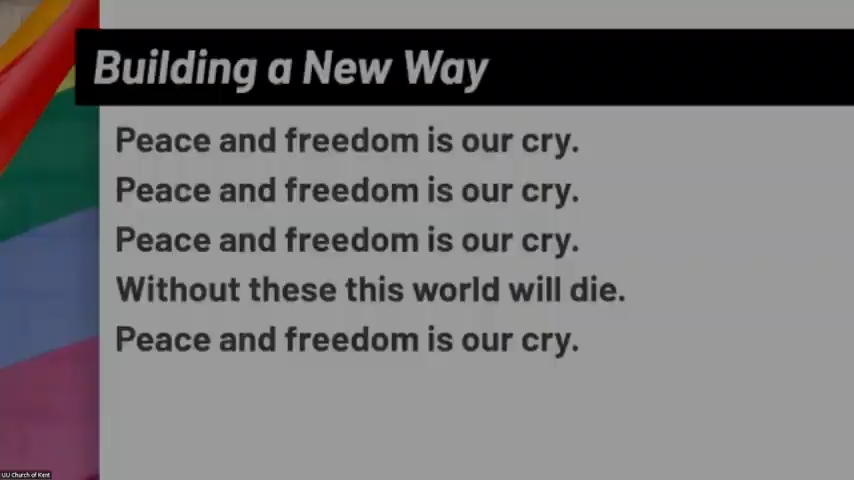 Building a New Way
Peace and freedom is our cry.
Peace and freedom is our cry.
Peace and freedom is our cry.
Without these this world will die.
Peace and freedom is our cry.
UU Church of Kent